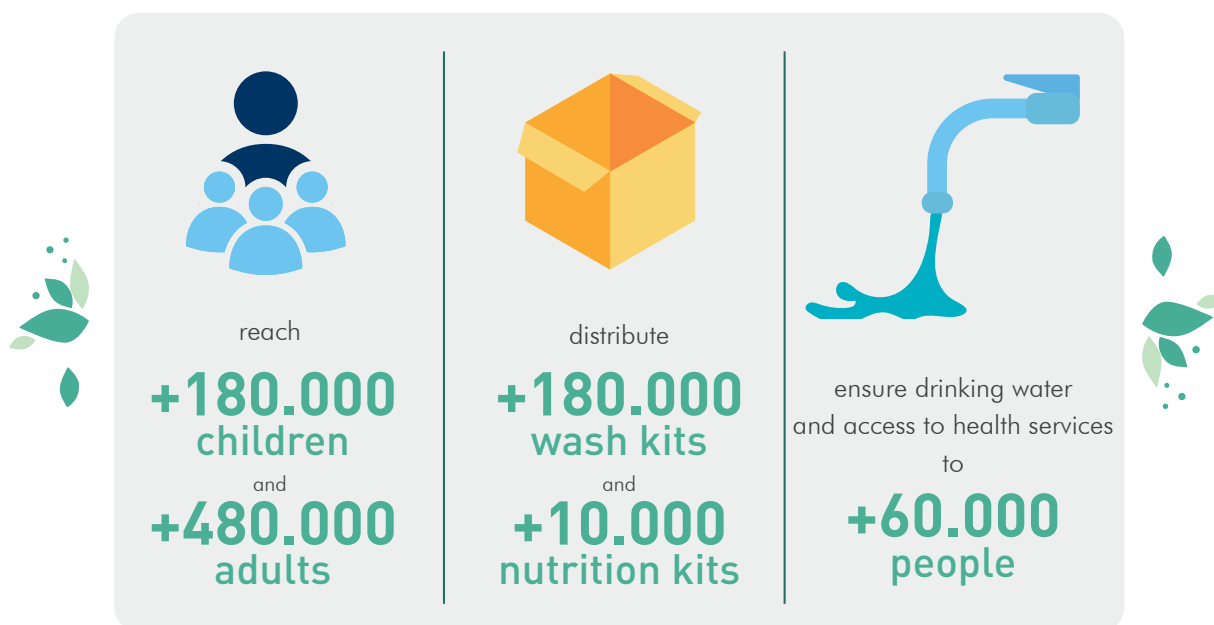 reach
+180.000
children
and
+480.000
adults
distribute
+180.000
wash kits
and
+10.000
nutrition kits
ensure drinking water
and access to health services
to
+60.000
people